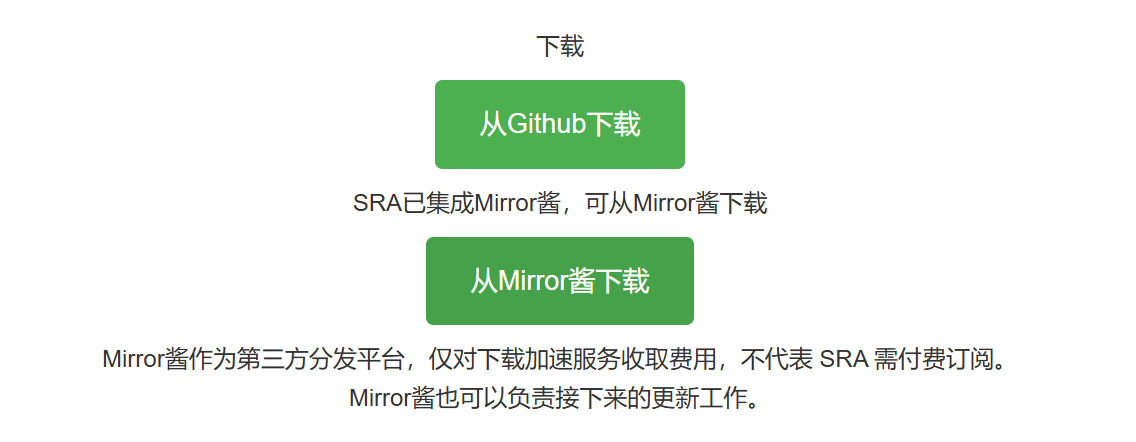 下载
从Github下载
SRA已集成Mirror酱，可从Mirror酱下载
从Mirror酱下载
Mirror酱作为第三方分发平台，仅对下载加速服务收取费用，不代表 SRA 需付费订阅。
Mirror酱也可以负责接下来的更新工作。